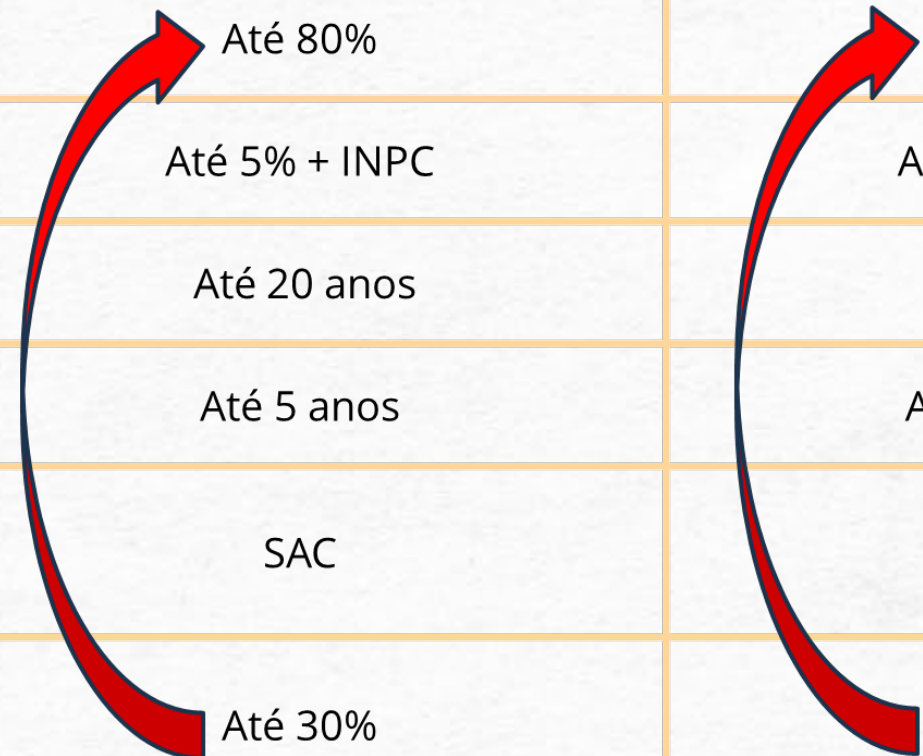 Até 80%
Até 5% + INPC
A
Até 20 anos
Até 5 anos
A
SAC
Até 30%